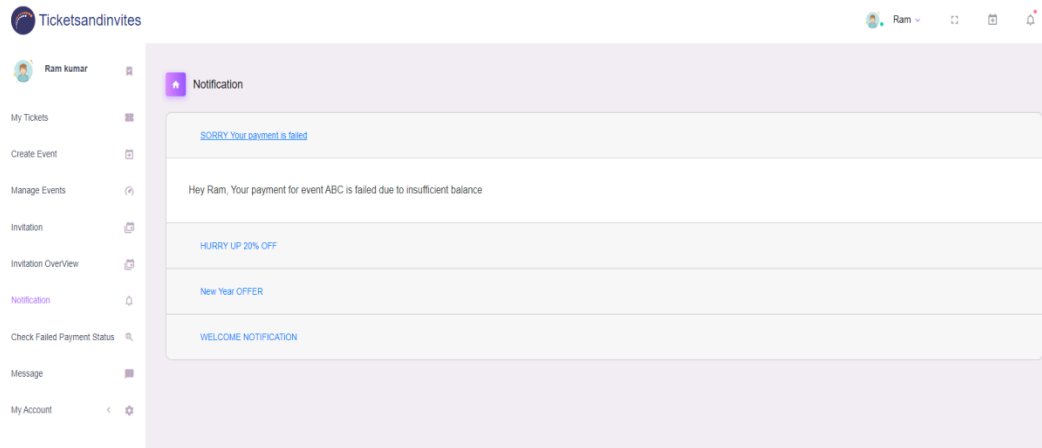 Ticketsandinvites
Ram
Ram kumar
My Tickets
Create Event
Manage Events
Invitation
Invitation OverView
Notification
Check Failed Payment Status
Message
My Account
Notification
SORRY Your payment is failed
Hey Ram, Your payment for event ABC is failed due to insufficient balance
HURRY UP 20% OFF
New Year OFFER
WELCOME NOTIFICATION